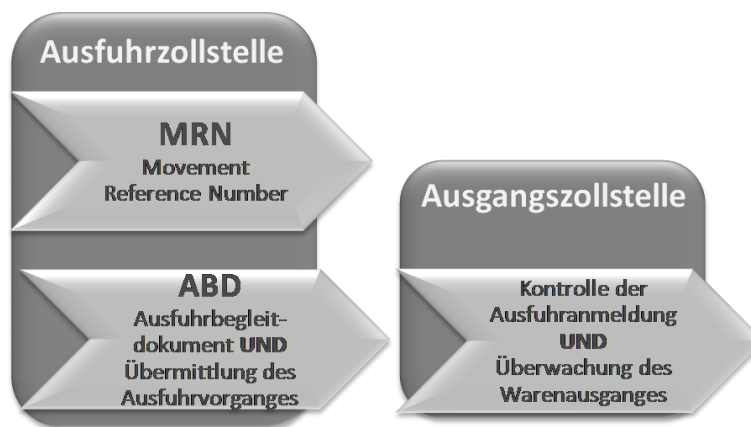 Ausfuhrzollstelle
MRN
Movement
Reference Number
ABD
Ausfuhrbegleit-
dokument UND
Übermittlung des
Ausfuhrvorganges
Ausgangszollstelle
Kontrolle der
Ausfuhranmeldung
UND
Überwachung des
Warenausganges